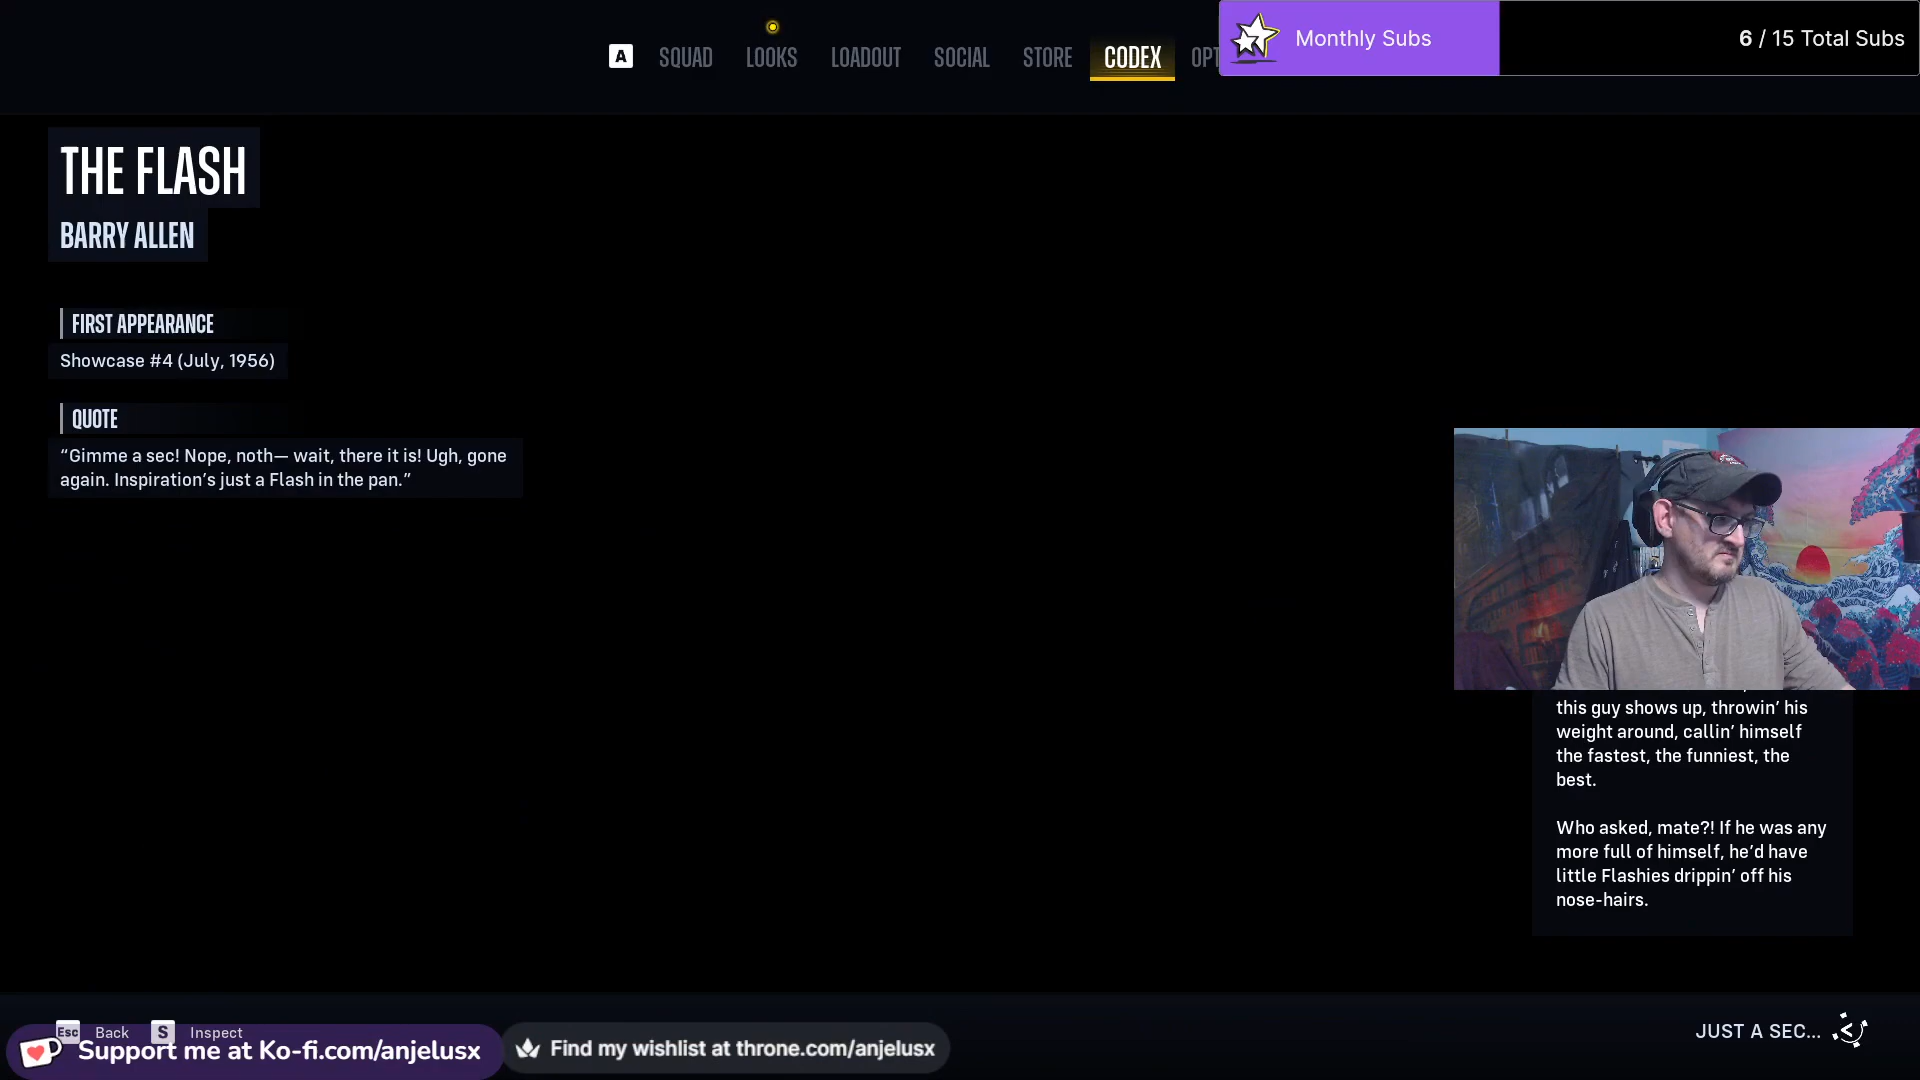 A SQUAD LOOKS LOADOUT SOCIAL STORE CODEX OPT
Monthly Subs
6 / 15 Total Subs
THE FLASH
BARRY ALLEN
FIRST APPEARANCE
Showcase #4 (July, 1956)
QUOTE
“Gimme a sec! Nope, noth— wait, there it is! Ugh, gone
again. Inspiration’s just a Flash in the pan.”
this guy shows up, throwin’ his
weight around, callin’ himself
the fastest, the funniest, the
best.
Who asked, mate?! If he was any
more full of himself, he’d have
little Flashies drippin’ off his
nose-hairs.
Esc Back S Inspect
JUST A SEC...
Support me at Ko-fi.com/anjelusx
Find my wishlist at throne.com/anjelusx